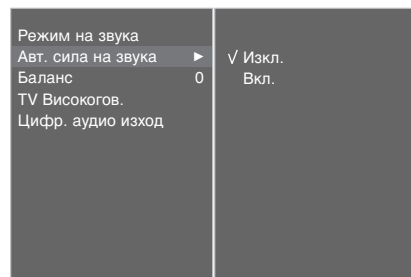 Режим на звука
Авт. сила на звука ►
Баланс 0
TV Високогов.
Цифр. аудио изход
√ Изкл.
Вкл.